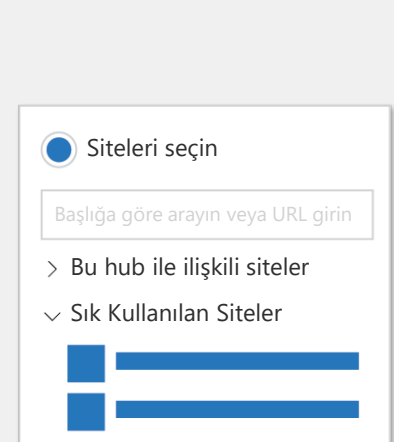 Siteleri seçin
Başlığa göre arayın veya URL girin
Bu hub ile ilişkili siteler
Sık Kullanılan Siteler